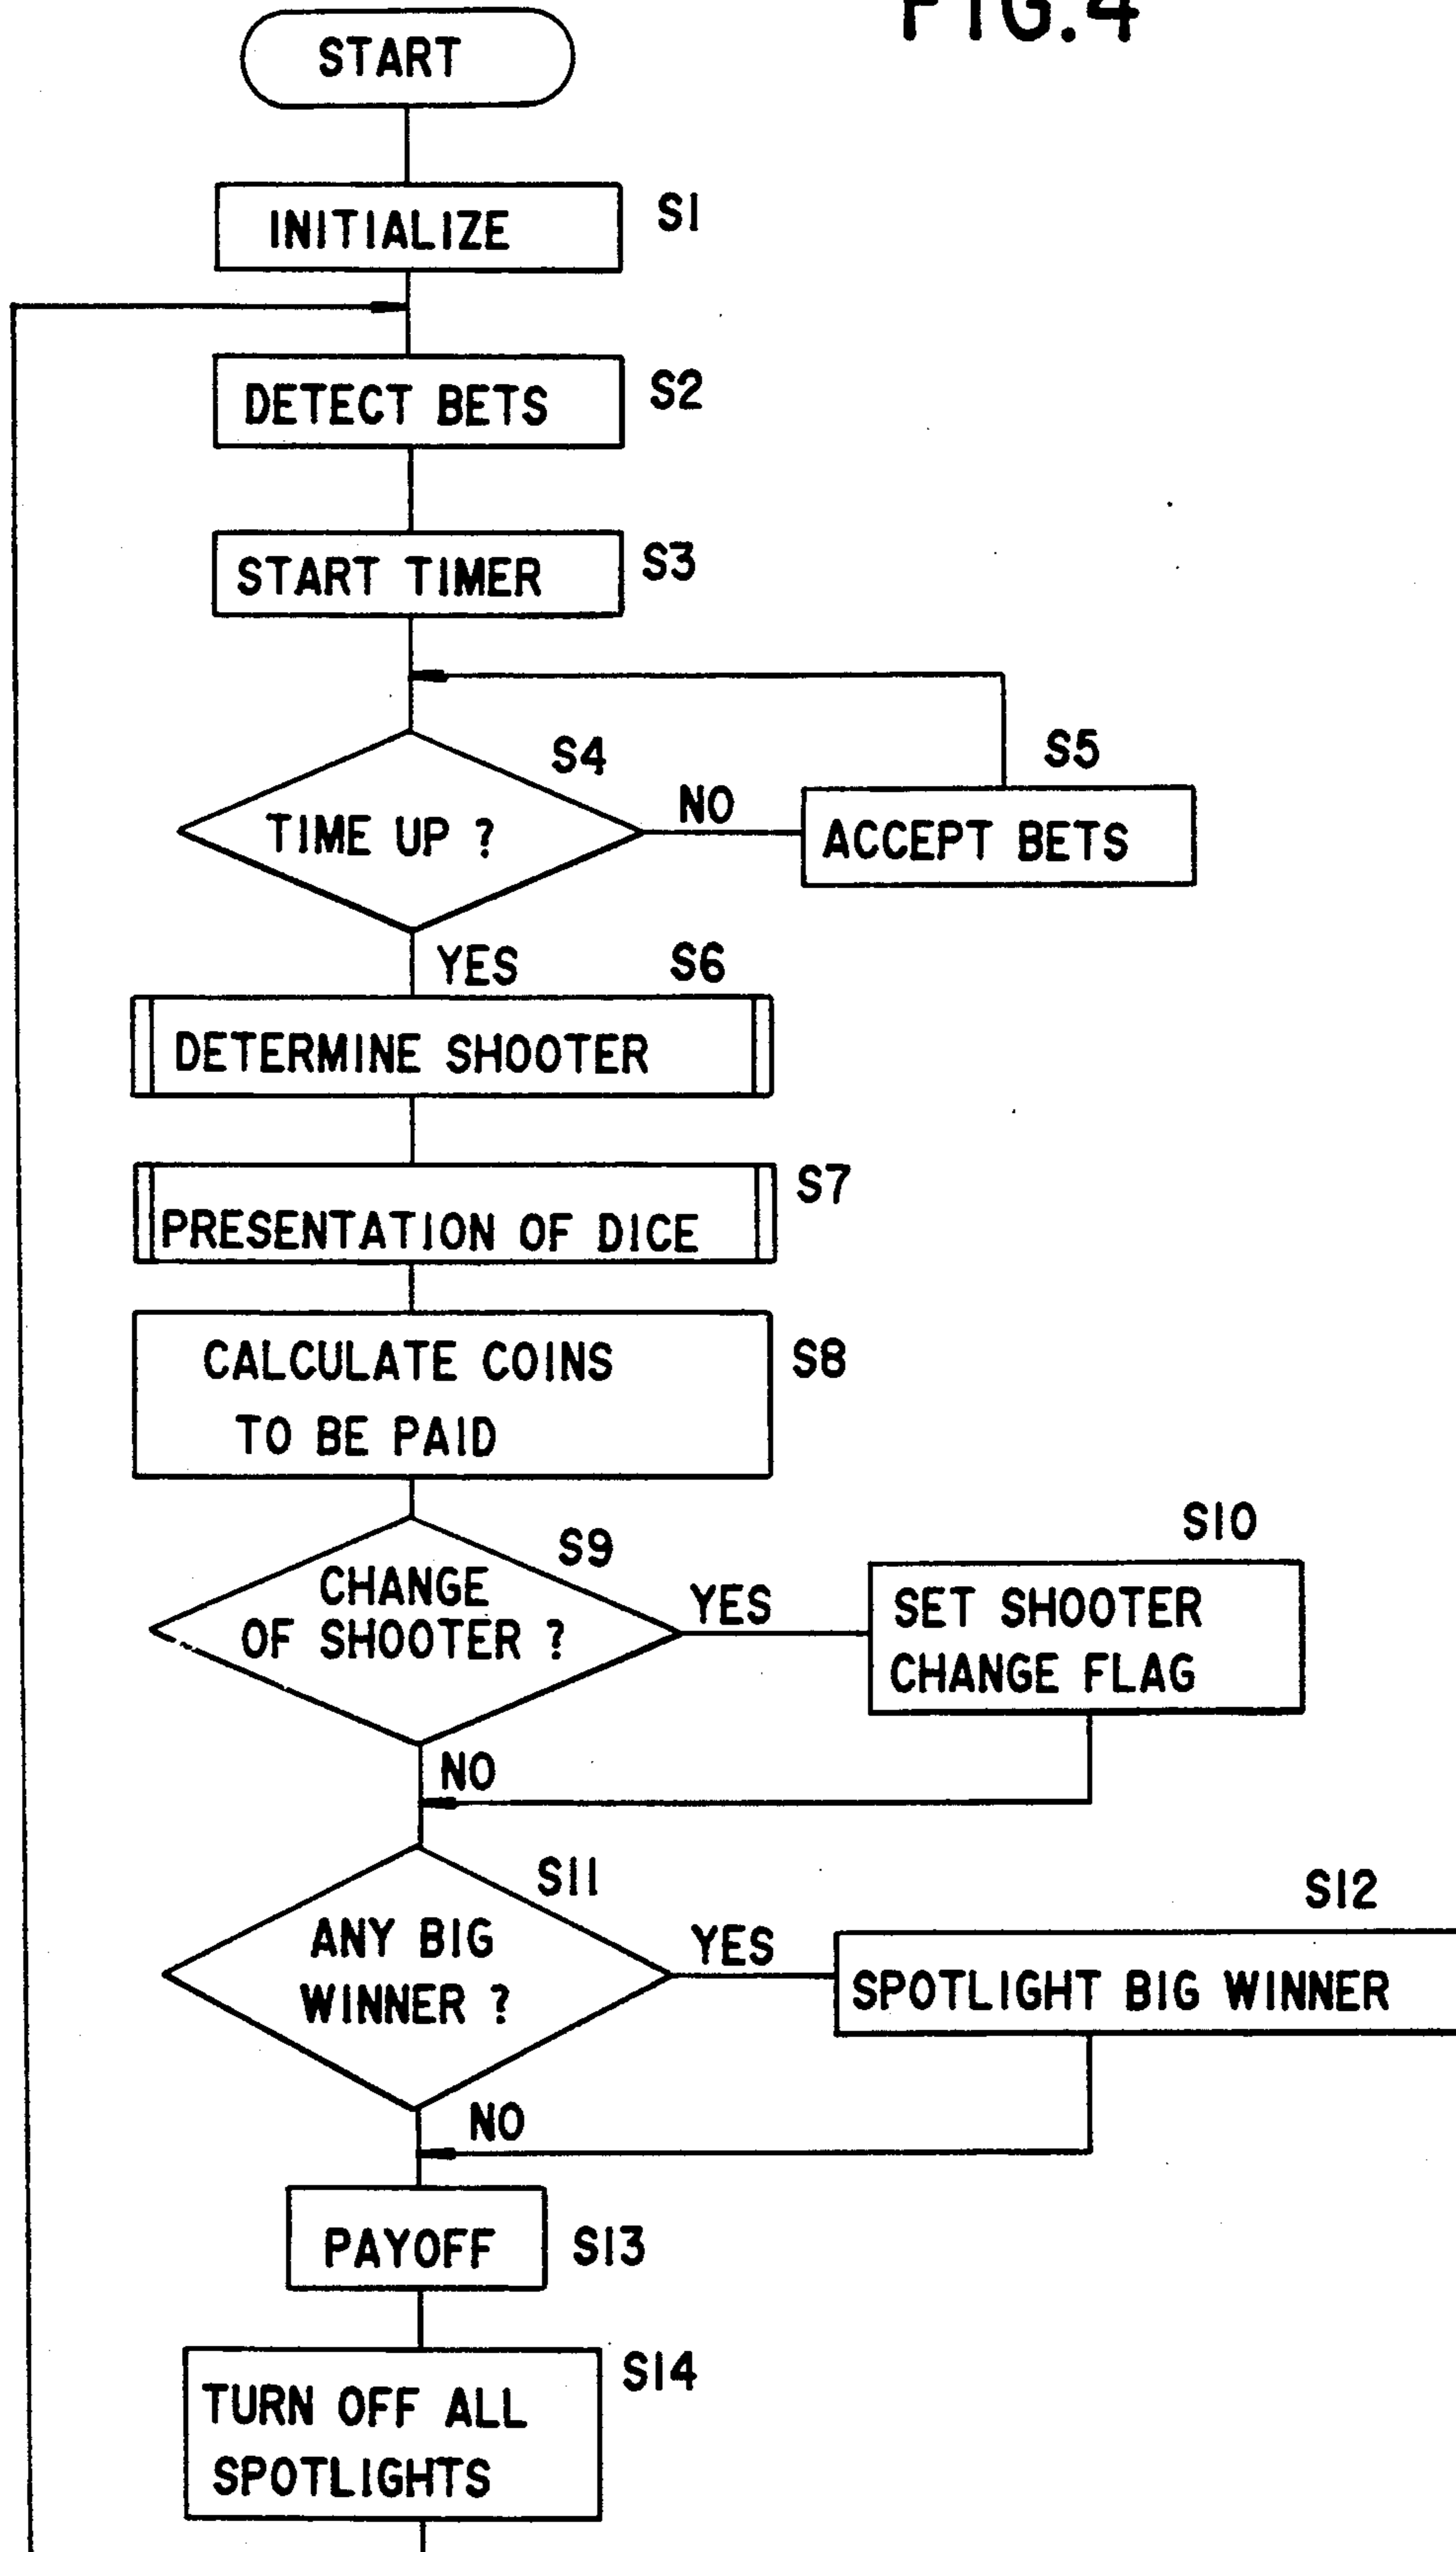 FIG.4
START
INITIALIZE
S1
DETECT BETS
S2
START TIMER
S3
S4
TIME UP ?
NO
S5
ACCEPT BETS
YES
S6
DETERMINE SHOOTER
S7
PRESENTATION OF DICE
CALCULATE COINS
TO BE PAID
S8
S9
CHANGE
OF SHOOTER ?
YES
S10
SET SHOOTER
CHANGE FLAG
NO
S11
ANY BIG
WINNER ?
YES
S12
SPOTLIGHT BIG WINNER
NO
PAYOFF
S13
S14
TURN OFF ALL
SPOTLIGHTS